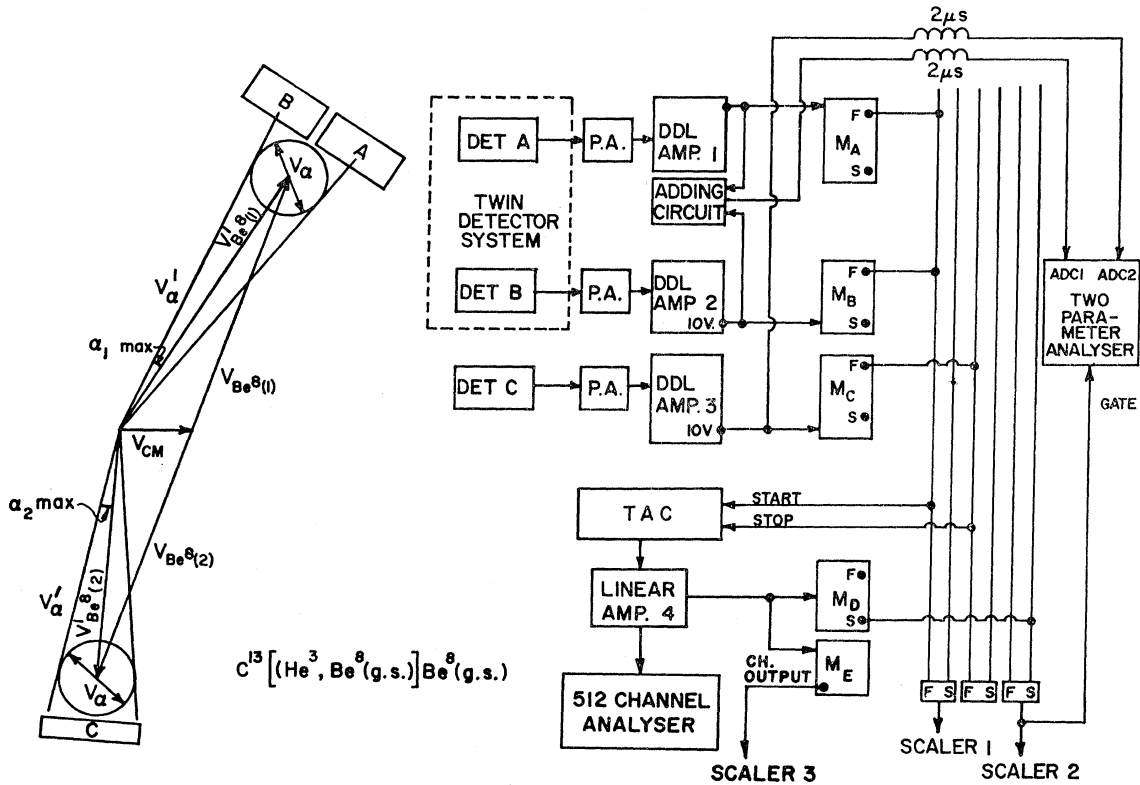 B
A
Vα
V'Be⁸(1)
Vα'
α₁ max
VBe⁸(1)
VCM
α₂ max
VBe⁸(2)
Vα'
V'Be⁸(2)
Vα
C
C¹³[(He³, Be⁸(g.s.)]Be⁸(g.s.)
2μs
2μs
DET A
P.A.
DDL
AMP. 1
F
MA
S
ADDING
CIRCUIT
TWIN
DETECTOR
SYSTEM
DET B
P.A.
DDL
AMP 2
10V.
F
MB
S
ADC1 ADC2
TWO
PARA-
METER
ANALYSER
GATE
DET C
P.A.
DDL
AMP. 3
10V
F
MC
S
TAC
START
STOP
LINEAR
AMP. 4
F
MD
S
CH.
OUTPUT
ME
512 CHANNEL
ANALYSER
F S F S F S
SCALER 1
SCALER 2
SCALER 3